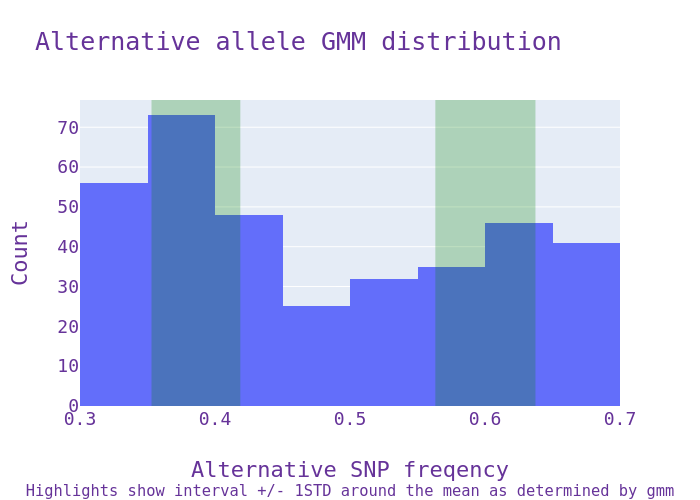 Alternative allele GMM distribution
70
60
50
40
30
20
10
0
Count
0.3 0.4 0.5 0.6 0.7
Alternative SNP freqency
Highlights show interval +/- 1STD around the mean as determined by gmm